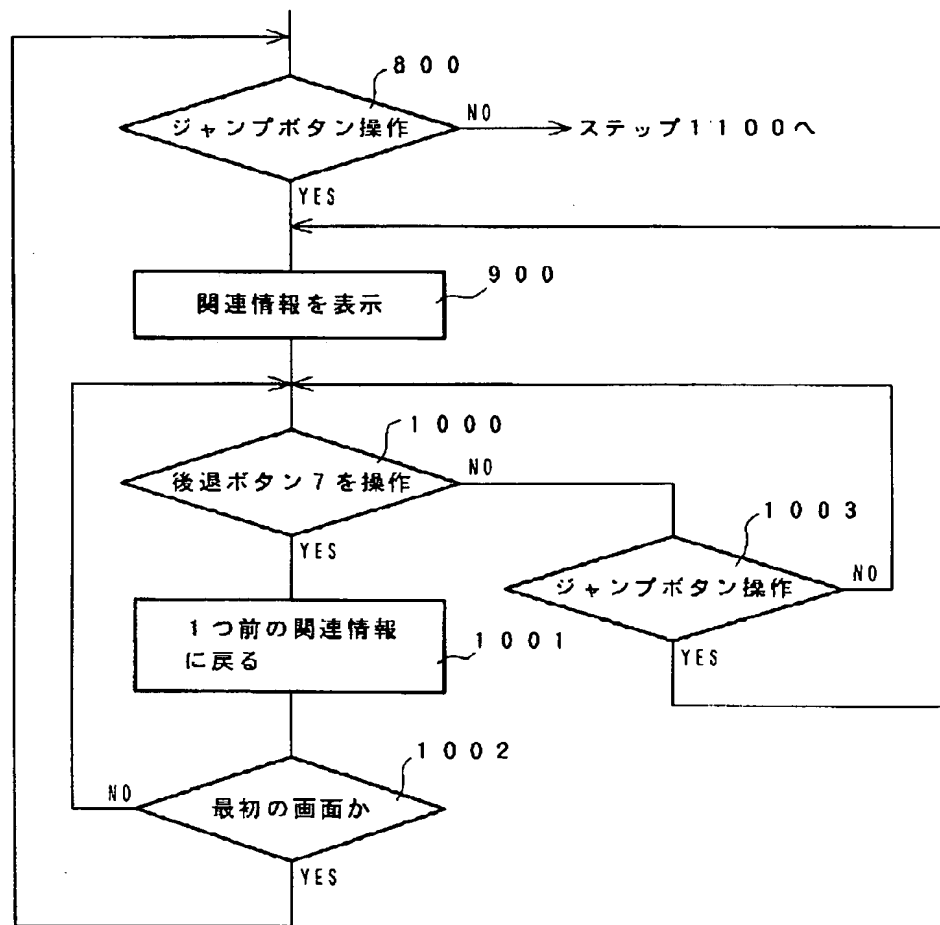 ８００
ジャンプボタン操作
NO
ステップ１１００へ
YES
９００
関連情報を表示
１０００
後退ボタン７を操作
NO
YES
１００３
ジャンプボタン操作
NO
YES
１つ前の関連情報
に戻る
１００１
１００２
最初の画面か
NO
YES